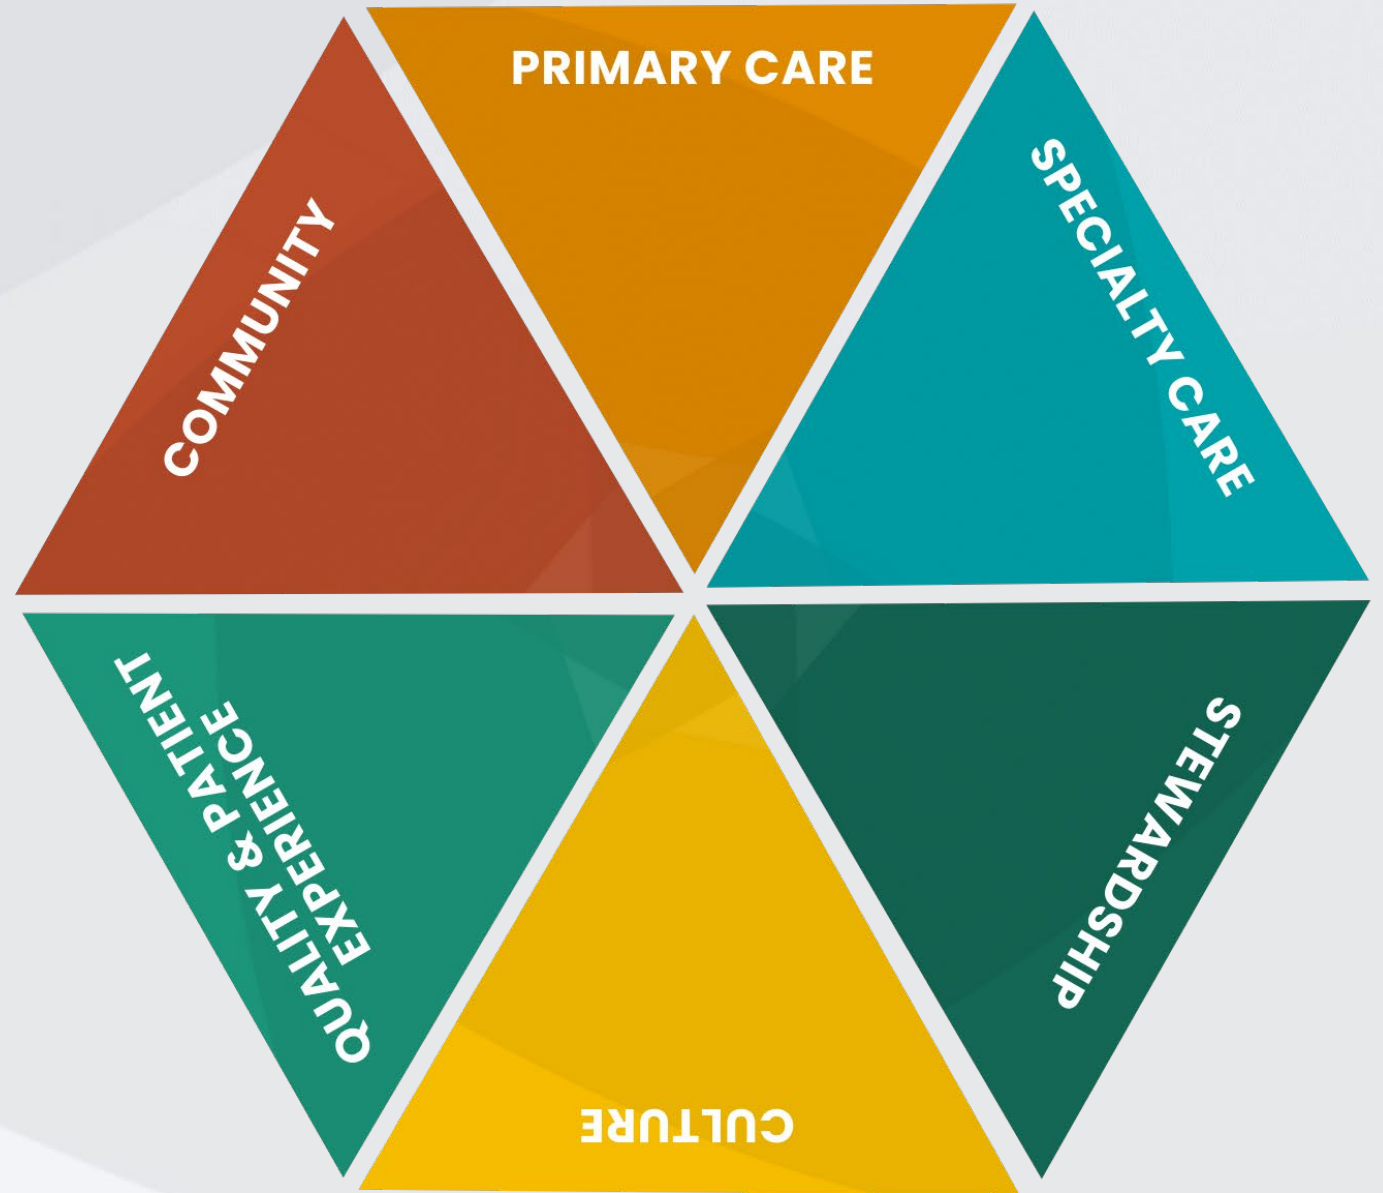 PRIMARY CARE
SPECIALTY CARE
STEWARDSHIP
CULTURE
QUALITY & PATIENT
EXPERIENCE
COMMUNITY